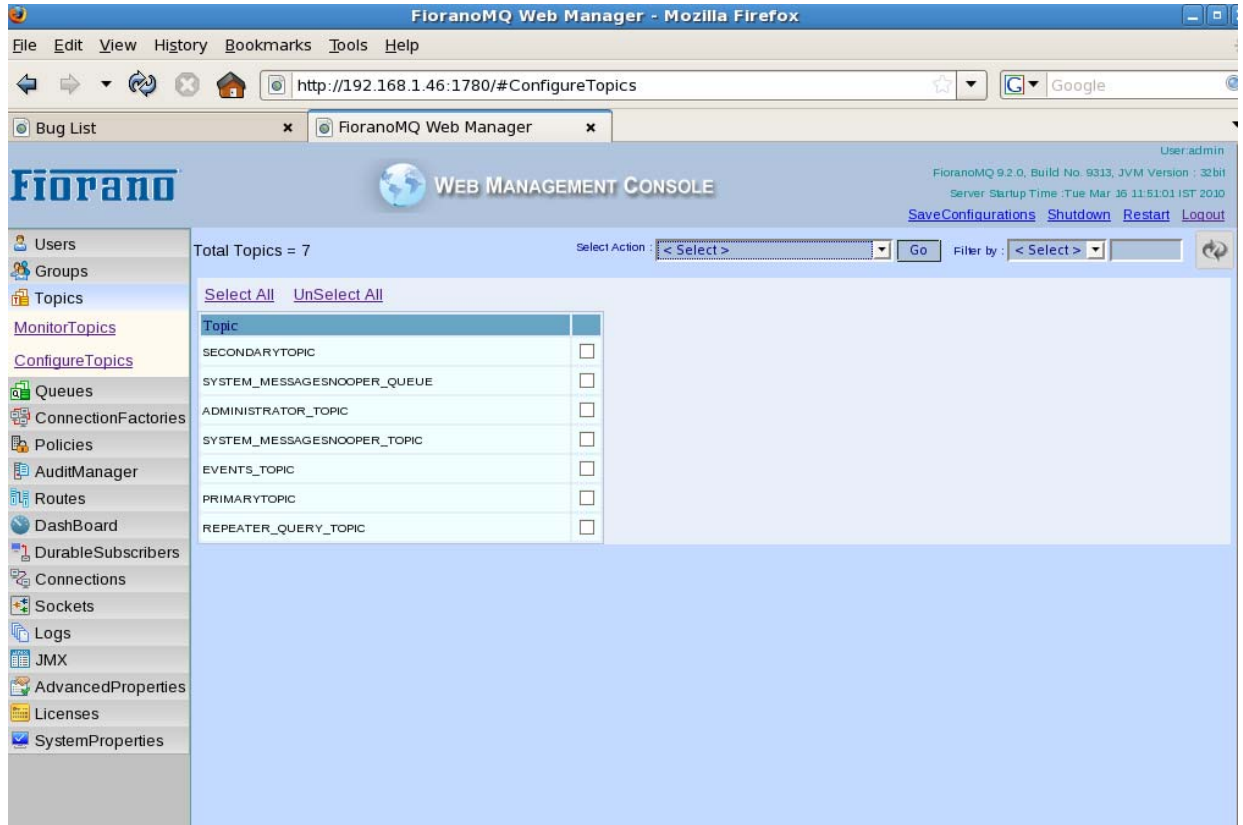 FioranoMQ Web Manager - Mozilla Firefox
File Edit View History Bookmarks Tools Help
http://192.168.1.46:1780/#ConfigureTopics
G Google
Bug List
FioranoMQ Web Manager
User:admin
Fiorano
WEB MANAGEMENT CONSOLE
FioranoMQ 9.2.0, Build No. 9313, JVM Version : 32bit
Server Startup Time :Tue Mar 16 11:51:01 IST 2010
SaveConfigurations Shutdown Restart Logout
Users
Groups
Topics
MonitorTopics
ConfigureTopics
Queues
ConnectionFactories
Policies
AuditManager
Routes
DashBoard
DurableSubscribers
Connections
Sockets
Logs
JMX
AdvancedProperties
Licenses
SystemProperties
Total Topics = 7
Select Action : < Select > Go Filter by : < Select >
Select All UnSelect All
Topic
SECONDARYTOPIC
SYSTEM_MESSAGESNOOPER_QUEUE
ADMINISTRATOR_TOPIC
SYSTEM_MESSAGESNOOPER_TOPIC
EVENTS_TOPIC
PRIMARYTOPIC
REPEATER_QUERY_TOPIC